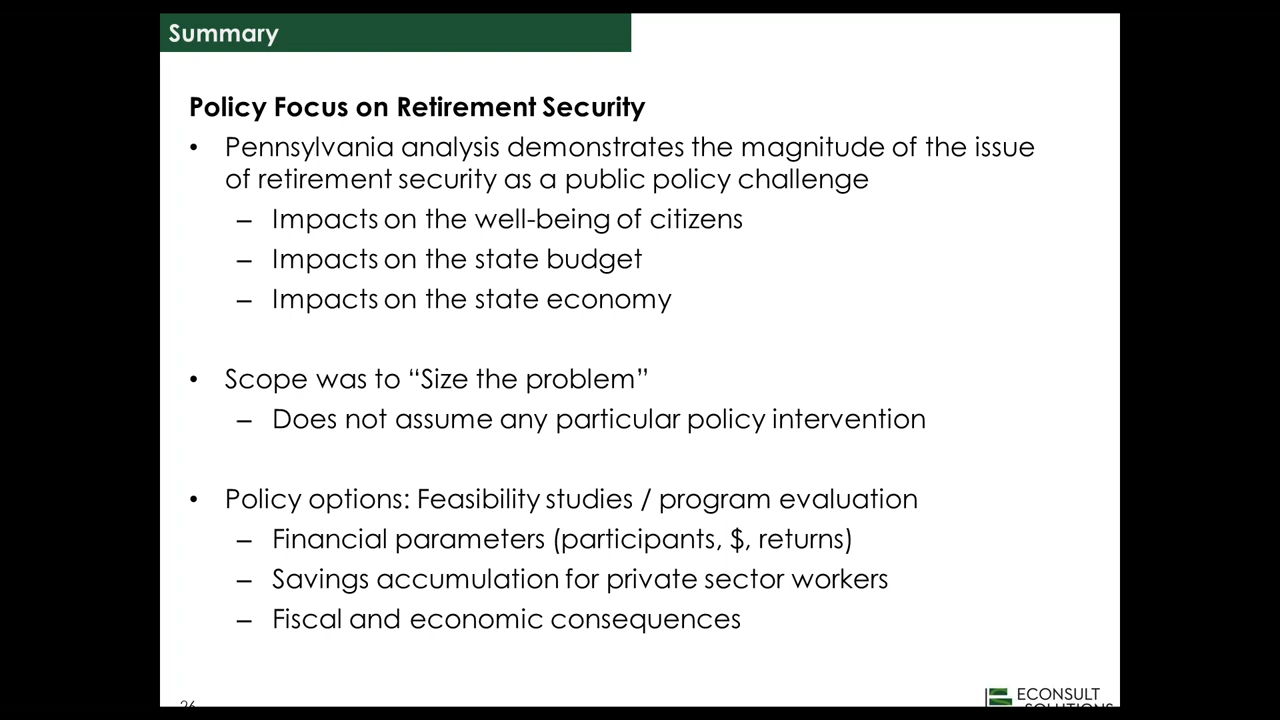 Summary
Policy Focus on Retirement Security
• Pennsylvania analysis demonstrates the magnitude of the issue
of retirement security as a public policy challenge
– Impacts on the well-being of citizens
– Impacts on the state budget
– Impacts on the state economy
• Scope was to “Size the problem”
– Does not assume any particular policy intervention
• Policy options: Feasibility studies / program evaluation
– Financial parameters (participants, $, returns)
– Savings accumulation for private sector workers
– Fiscal and economic consequences
26
ECONSULT
SOLUTIONS